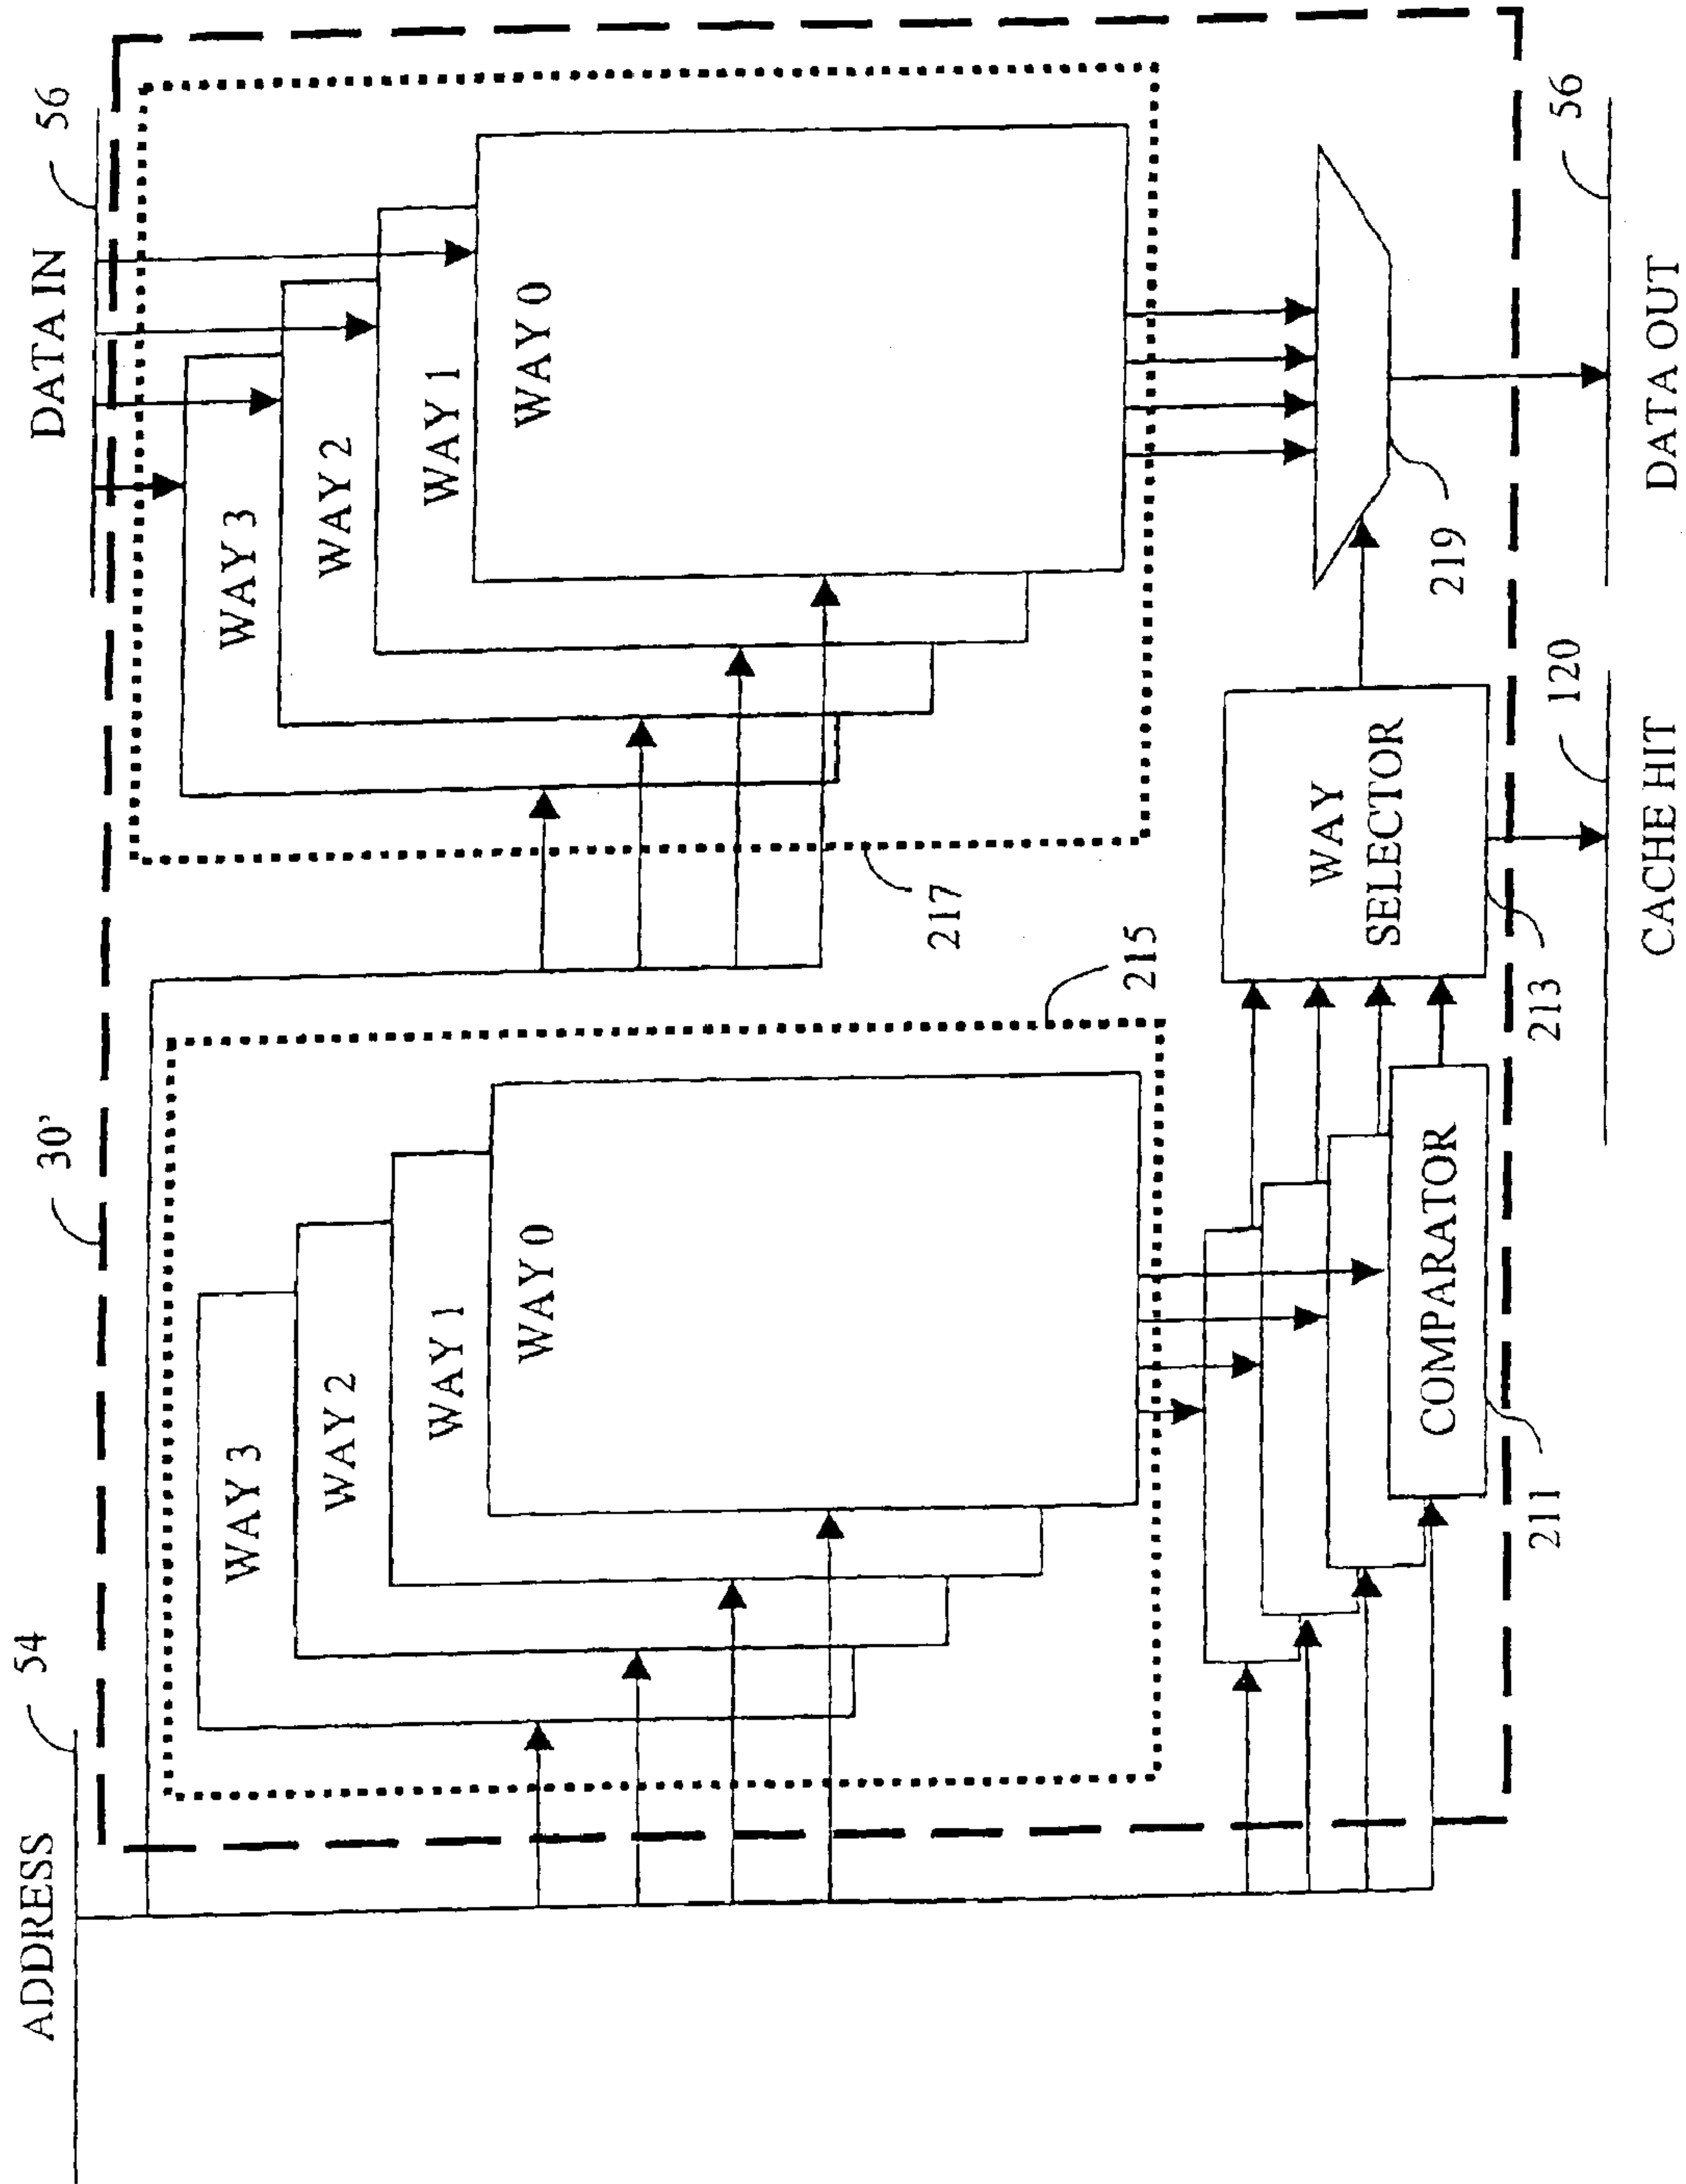 ADDRESS
54
30'
DATA IN
56
WAY 3
WAY 2
WAY 1
WAY 0
WAY 3
WAY 2
WAY 1
WAY 0
215
217
COMPARATOR
211
WAY
SELECTOR
213
219
CACHE HIT
120
DATA OUT
56